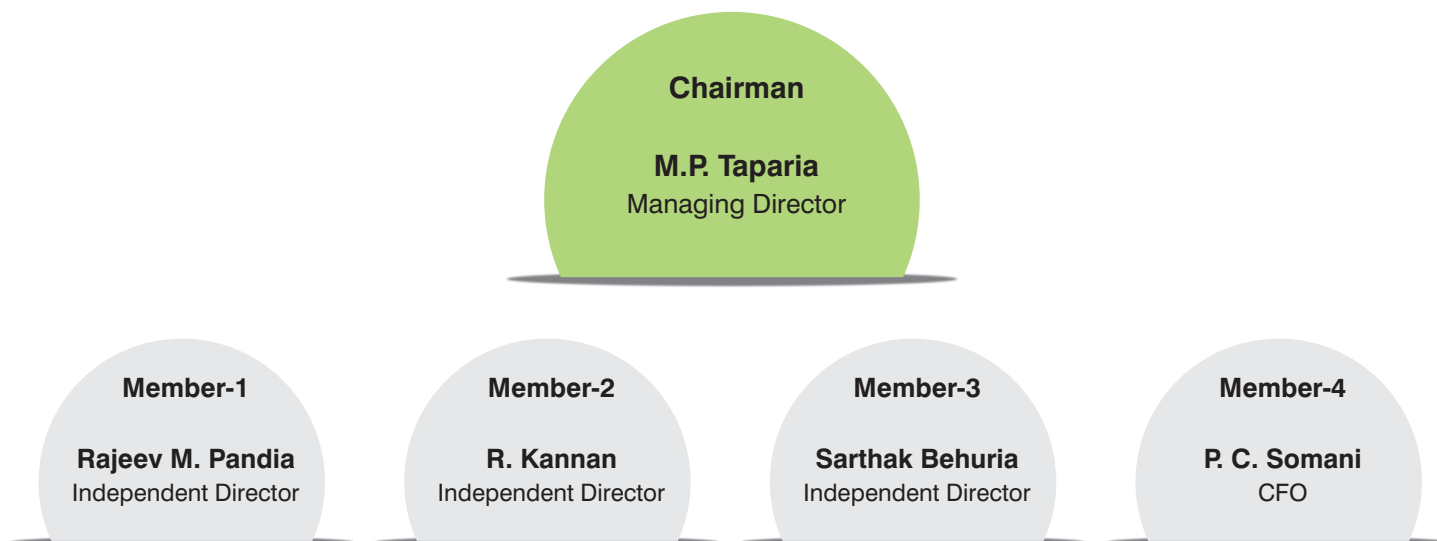 Chairman
M.P. Taparia
Managing Director
Member-1
Rajeev M. Pandia
Independent Director
Member-2
R. Kannan
Independent Director
Member-3
Sarthak Behuria
Independent Director
Member-4
P. C. Somani
CFO